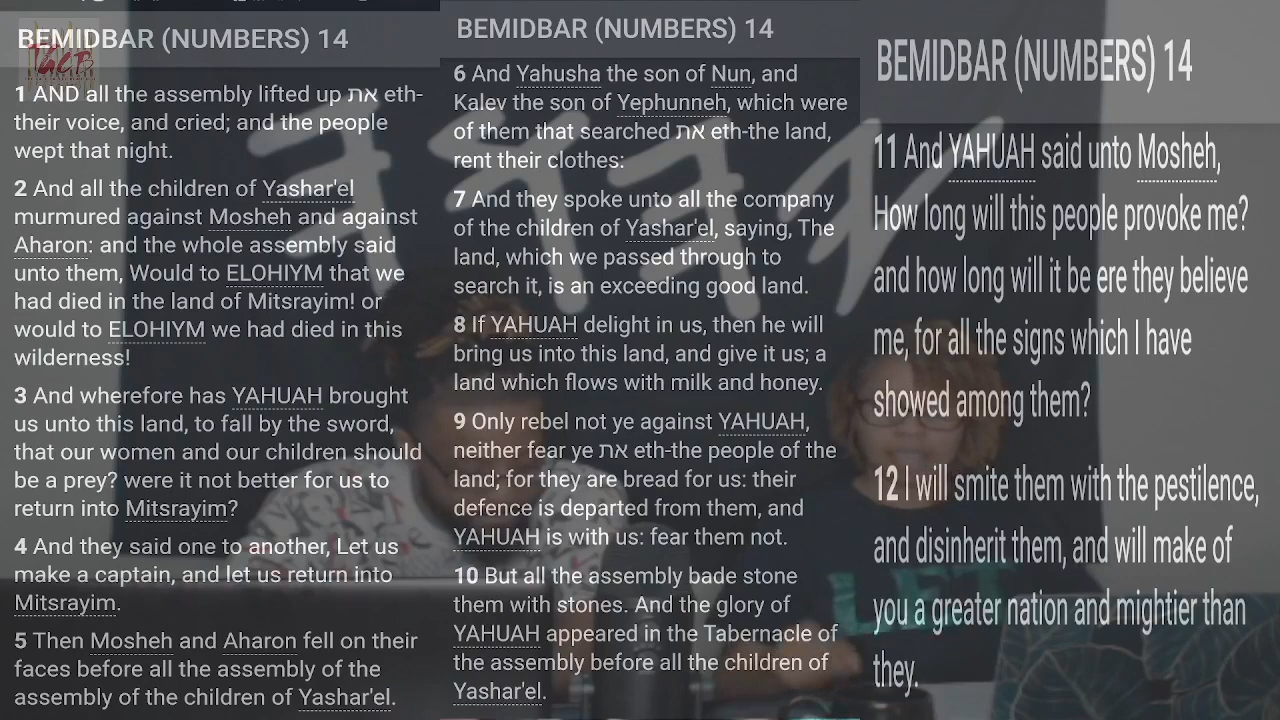 BEMIDBAR (NUMBERS) 14
1 AND all the assembly lifted up את eth-
their voice, and cried; and the people
wept that night.
2 And all the children of Yashar'el
murmured against Mosheh and against
Aharon: and the whole assembly said
unto them, Would to ELOHIYM that we
had died in the land of Mitsrayim! or
would to ELOHIYM we had died in this
wilderness!
3 And wherefore has YAHUAH brought
us unto this land, to fall by the sword,
that our women and our children should
be a prey? were it not better for us to
return into Mitsrayim?
4 And they said one to another, Let us
make a captain, and let us return into
Mitsrayim.
5 Then Mosheh and Aharon fell on their
faces before all the assembly of the
assembly of the children of Yashar'el.
BEMIDBAR (NUMBERS) 14
6 And Yahusha the son of Nun, and
Kalev the son of Yephunneh, which were
of them that searched את eth-the land,
rent their clothes:
7 And they spoke unto all the company
of the children of Yashar'el, saying, The
land, which we passed through to
search it, is an exceeding good land.
8 If YAHUAH delight in us, then he will
bring us into this land, and give it us; a
land which flows with milk and honey.
9 Only rebel not ye against YAHUAH,
neither fear ye את eth-the people of the
land; for they are bread for us: their
defence is departed from them, and
YAHUAH is with us: fear them not.
10 But all the assembly bade stone
them with stones. And the glory of
YAHUAH appeared in the Tabernacle of
the assembly before all the children of
Yashar'el.
BEMIDBAR (NUMBERS) 14
11 And YAHUAH said unto Mosheh,
How long will this people provoke me?
and how long will it be ere they believe
me, for all the signs which I have
showed among them?
12 I will smite them with the pestilence,
and disinherit them, and will make of
you a greater nation and mightier than
they.